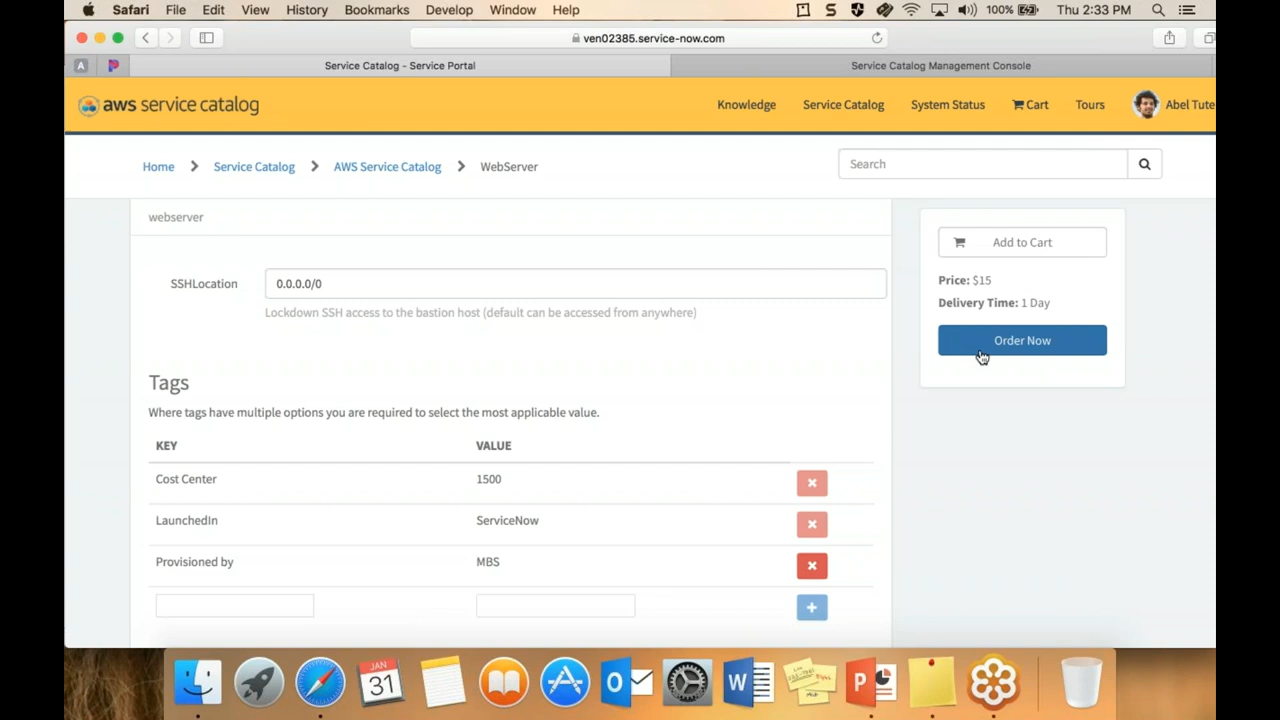 Safari File Edit View History Bookmarks Develop Window Help S 100% Thu 2:33 PM
ven02385.service-now.com
A Service Catalog - Service Portal Service Catalog Management Console
aws service catalog Knowledge Service Catalog System Status Cart Tours Abel Tute
Home Service Catalog AWS Service Catalog WebServer Search
webserver
Add to Cart
SSHLocation 0.0.0.0/0
Price: $15
Lockdown SSH access to the bastion host (default can be accessed from anywhere)
Delivery Time: 1 Day
Order Now
Tags
Where tags have multiple options you are required to select the most applicable value.
KEY VALUE
Cost Center 1500
LaunchedIn ServiceNow
Provisioned by MBS
JAN
31
O
W
P